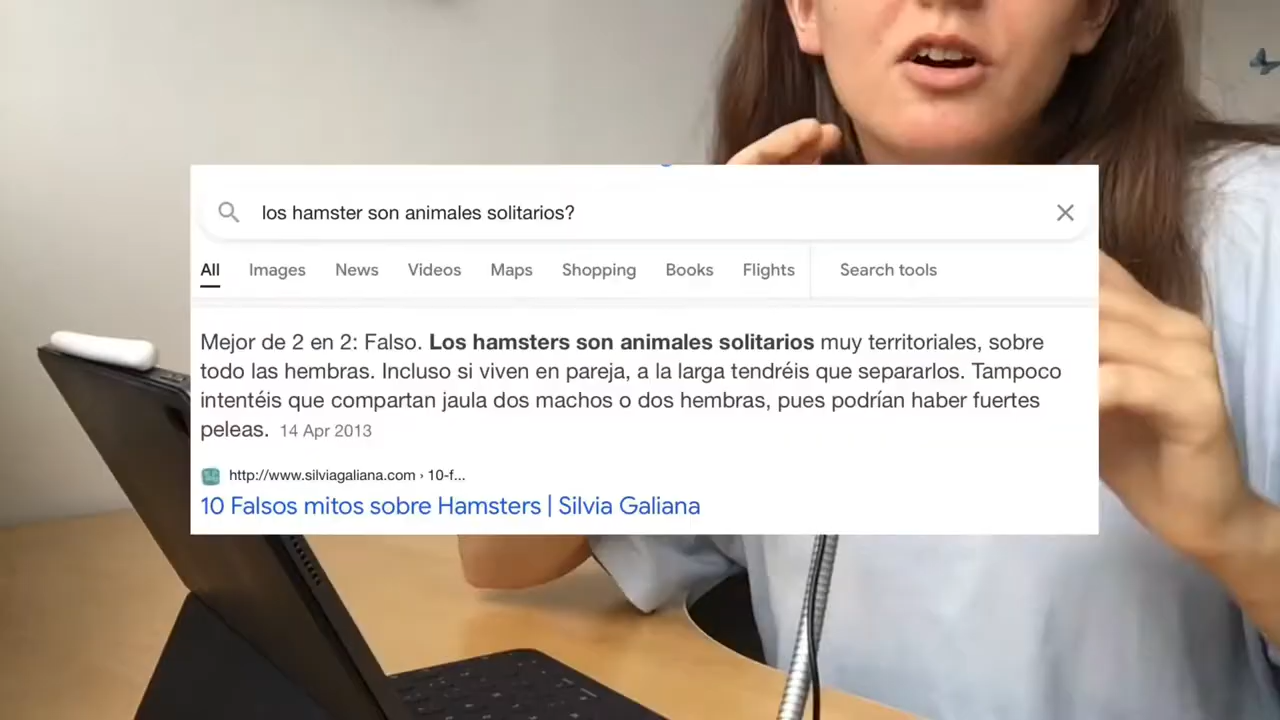 los hamster son animales solitarios?
All Images News Videos Maps Shopping Books Flights Search tools
Mejor de 2 en 2: Falso. Los hamsters son animales solitarios muy territoriales, sobre
todo las hembras. Incluso si viven en pareja, a la larga tendréis que separarlos. Tampoco
intentéis que compartan jaula dos machos o dos hembras, pues podrían haber fuertes
peleas. 14 Apr 2013
http://www.silviagaliana.com › 10-f...
10 Falsos mitos sobre Hamsters | Silvia Galiana